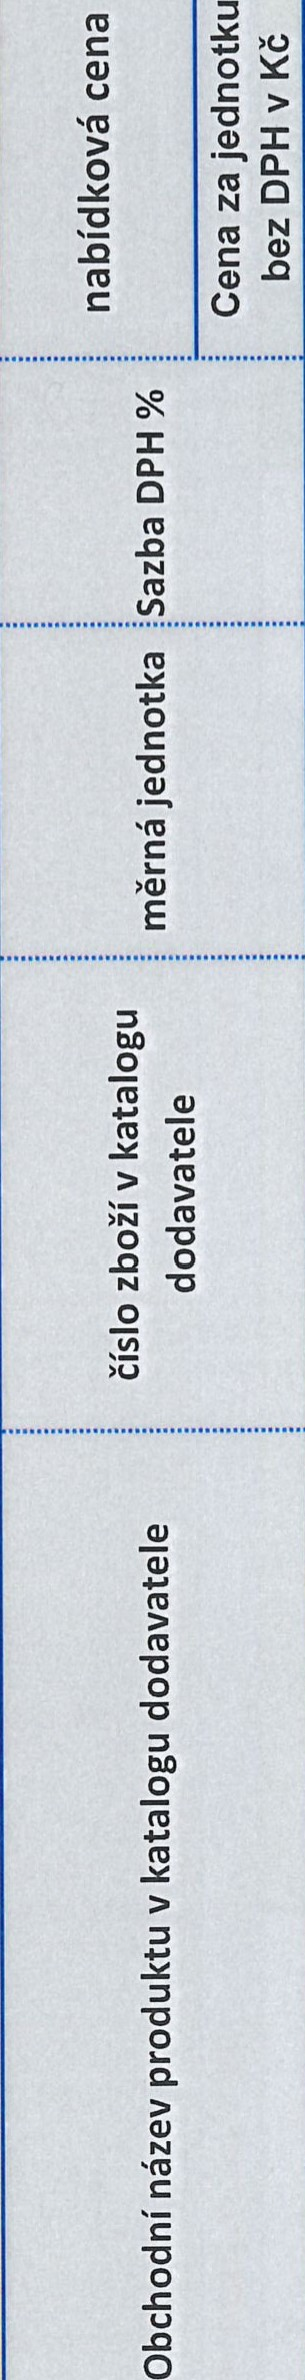 Obchodní název produktu v katalogu dodavatele
číslo zboží v katalogu
dodavatele
měrná jednotka
Sazba DPH %
nabídková cena
Cena za jednotku
bez DPH v Kč